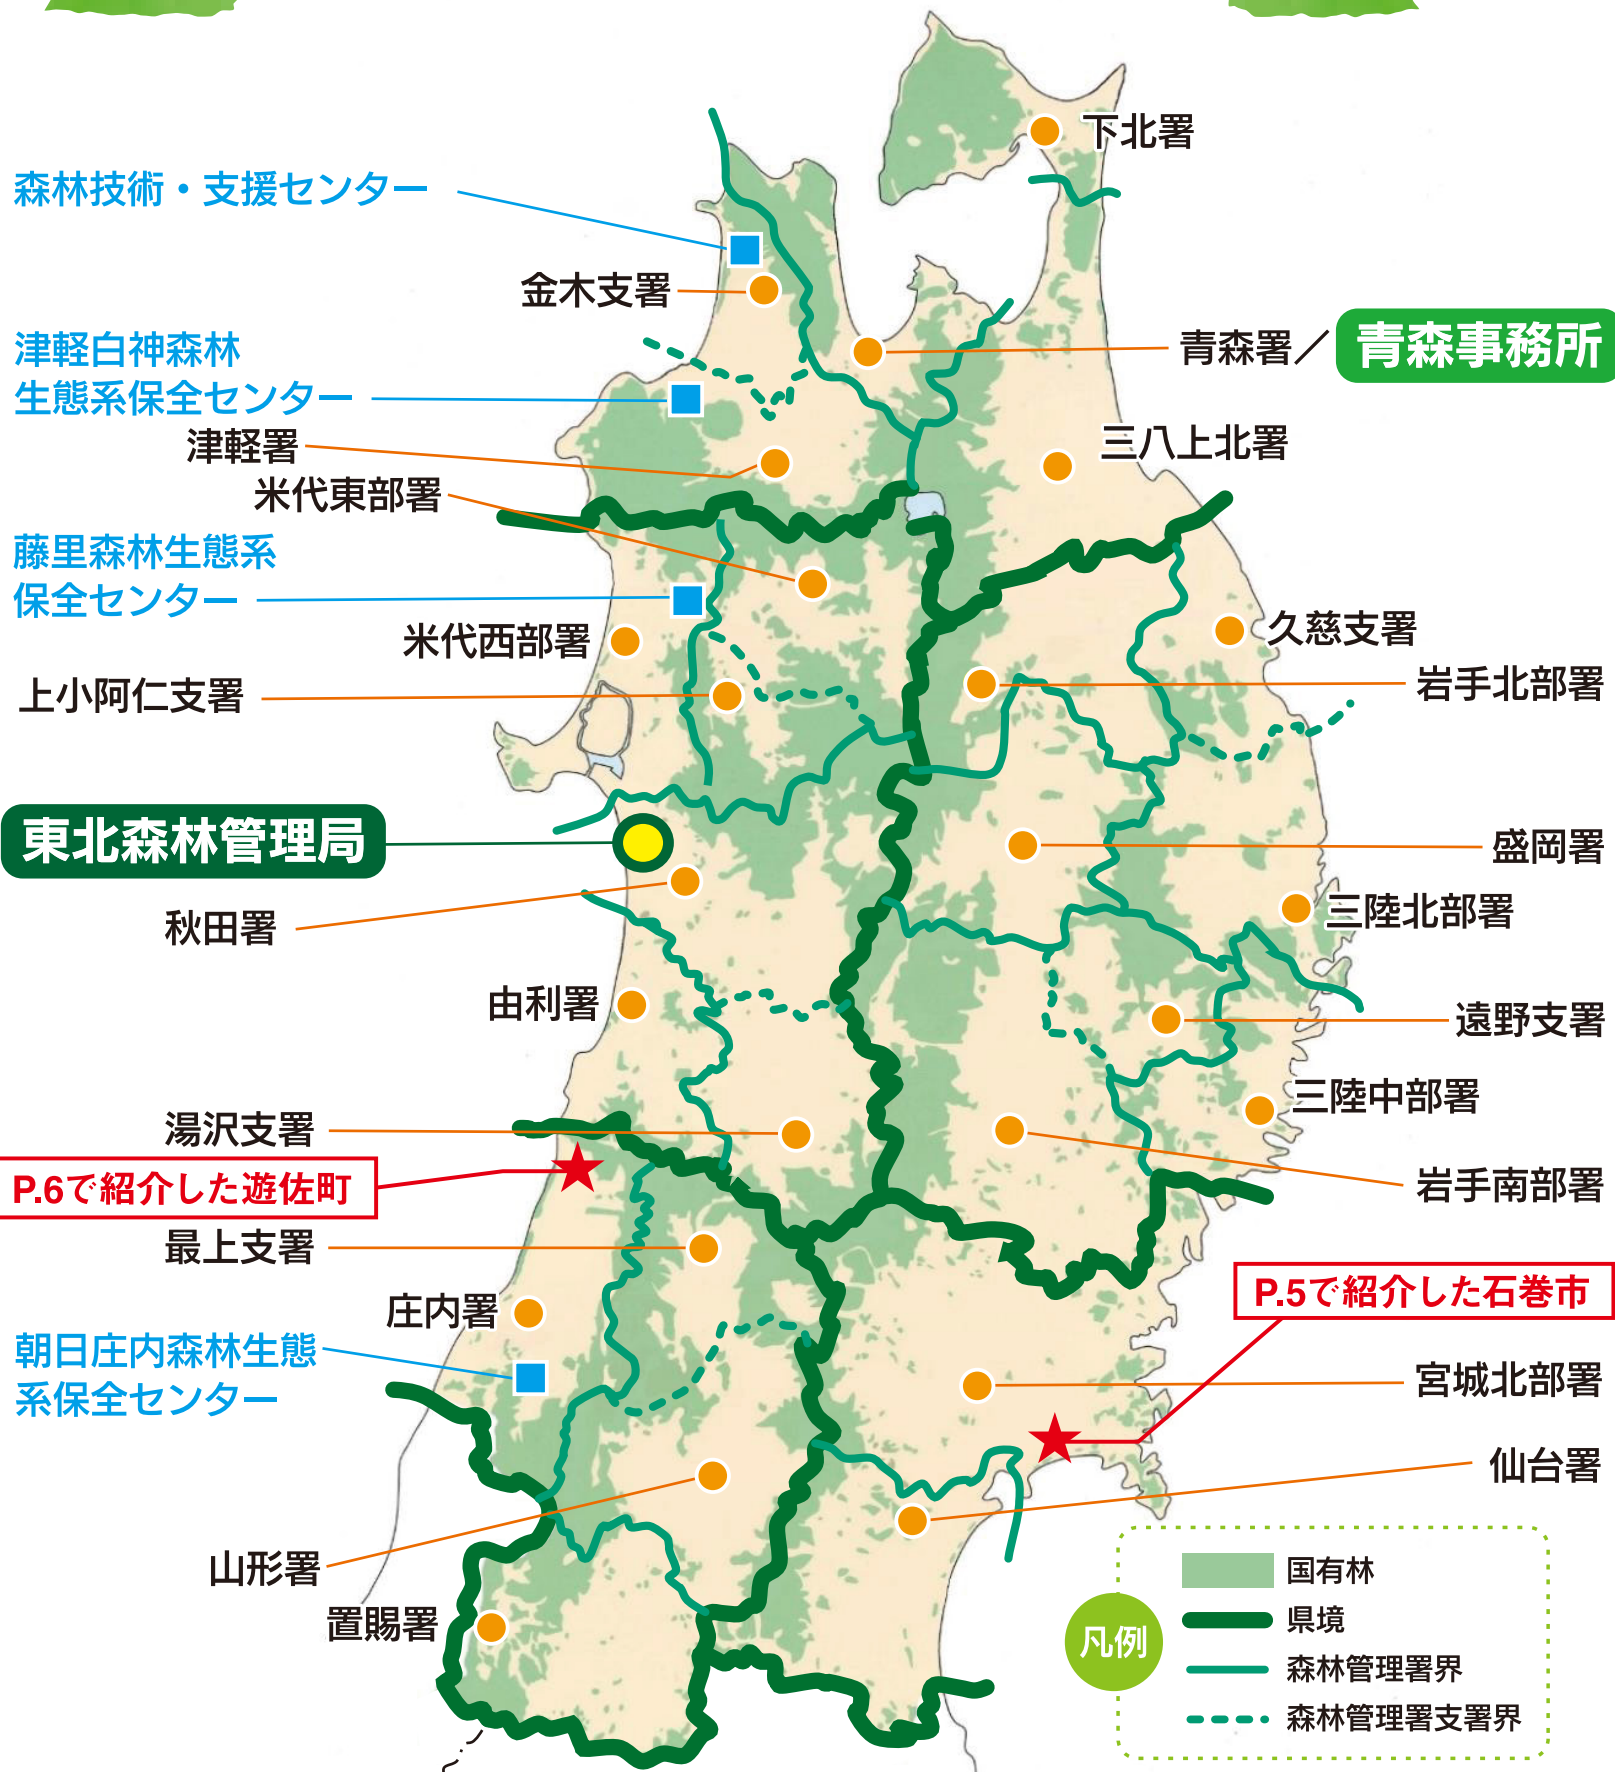 下北署
森林技術・支援センター
金木支署
青森署／青森事務所
津軽白神森林
生態系保全センター
津軽署
三八上北署
米代東部署
藤里森林生態系
保全センター
米代西部署
久慈支署
上小阿仁支署
岩手北部署
東北森林管理局
盛岡署
秋田署
三陸北部署
由利署
遠野支署
三陸中部署
湯沢支署
P.6で紹介した遊佐町
岩手南部署
最上支署
庄内署
P.5で紹介した石巻市
朝日庄内森林生態
系保全センター
宮城北部署
仙台署
山形署
置賜署
凡例
国有林
県境
森林管理署界
森林管理署支署界